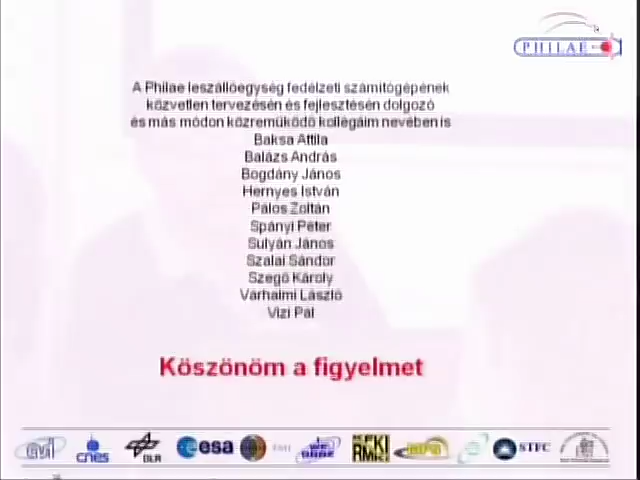 PHILAE
A Philae leszállóegység fedélzeti számítógépének
közvetlen tervezésén és fejlesztésén dolgozó
és más módon közreműködő kollégáim nevében is
Baksa Attila
Balázs András
Bogdány János
Hernyes István
Pálos Zoltán
Spányi Péter
Sulyán János
Szalai Sándor
Szegő Károly
Várhalmi László
Vizi Pál
Köszönöm a figyelmet
cnes
DLR
esa
KFKI
RMKI
STFC